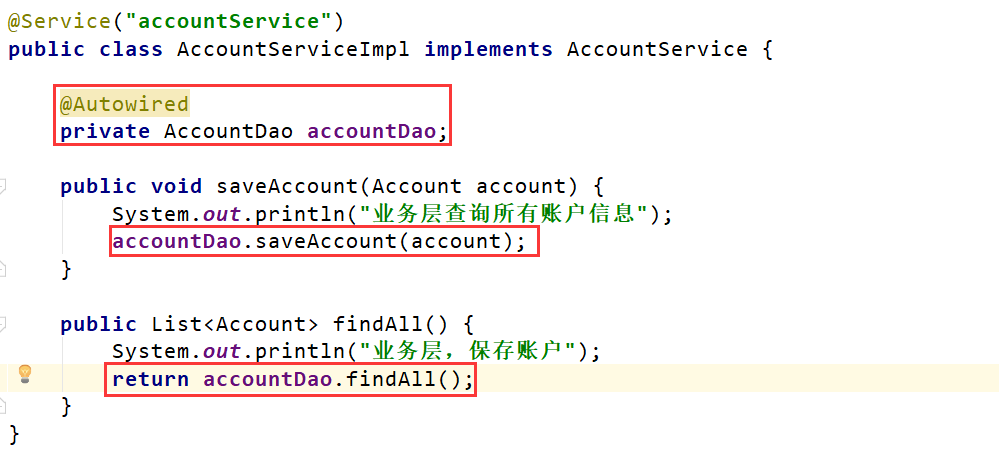 @Service("accountService")
public class AccountServiceImpl implements AccountService {
@Autowired
private AccountDao accountDao;
public void saveAccount(Account account) {
System.out.println("业务层查询所有账户信息");
accountDao.saveAccount(account);
}
public List<Account> findAll() {
System.out.println("业务层，保存账户");
return accountDao.findAll();
}
}